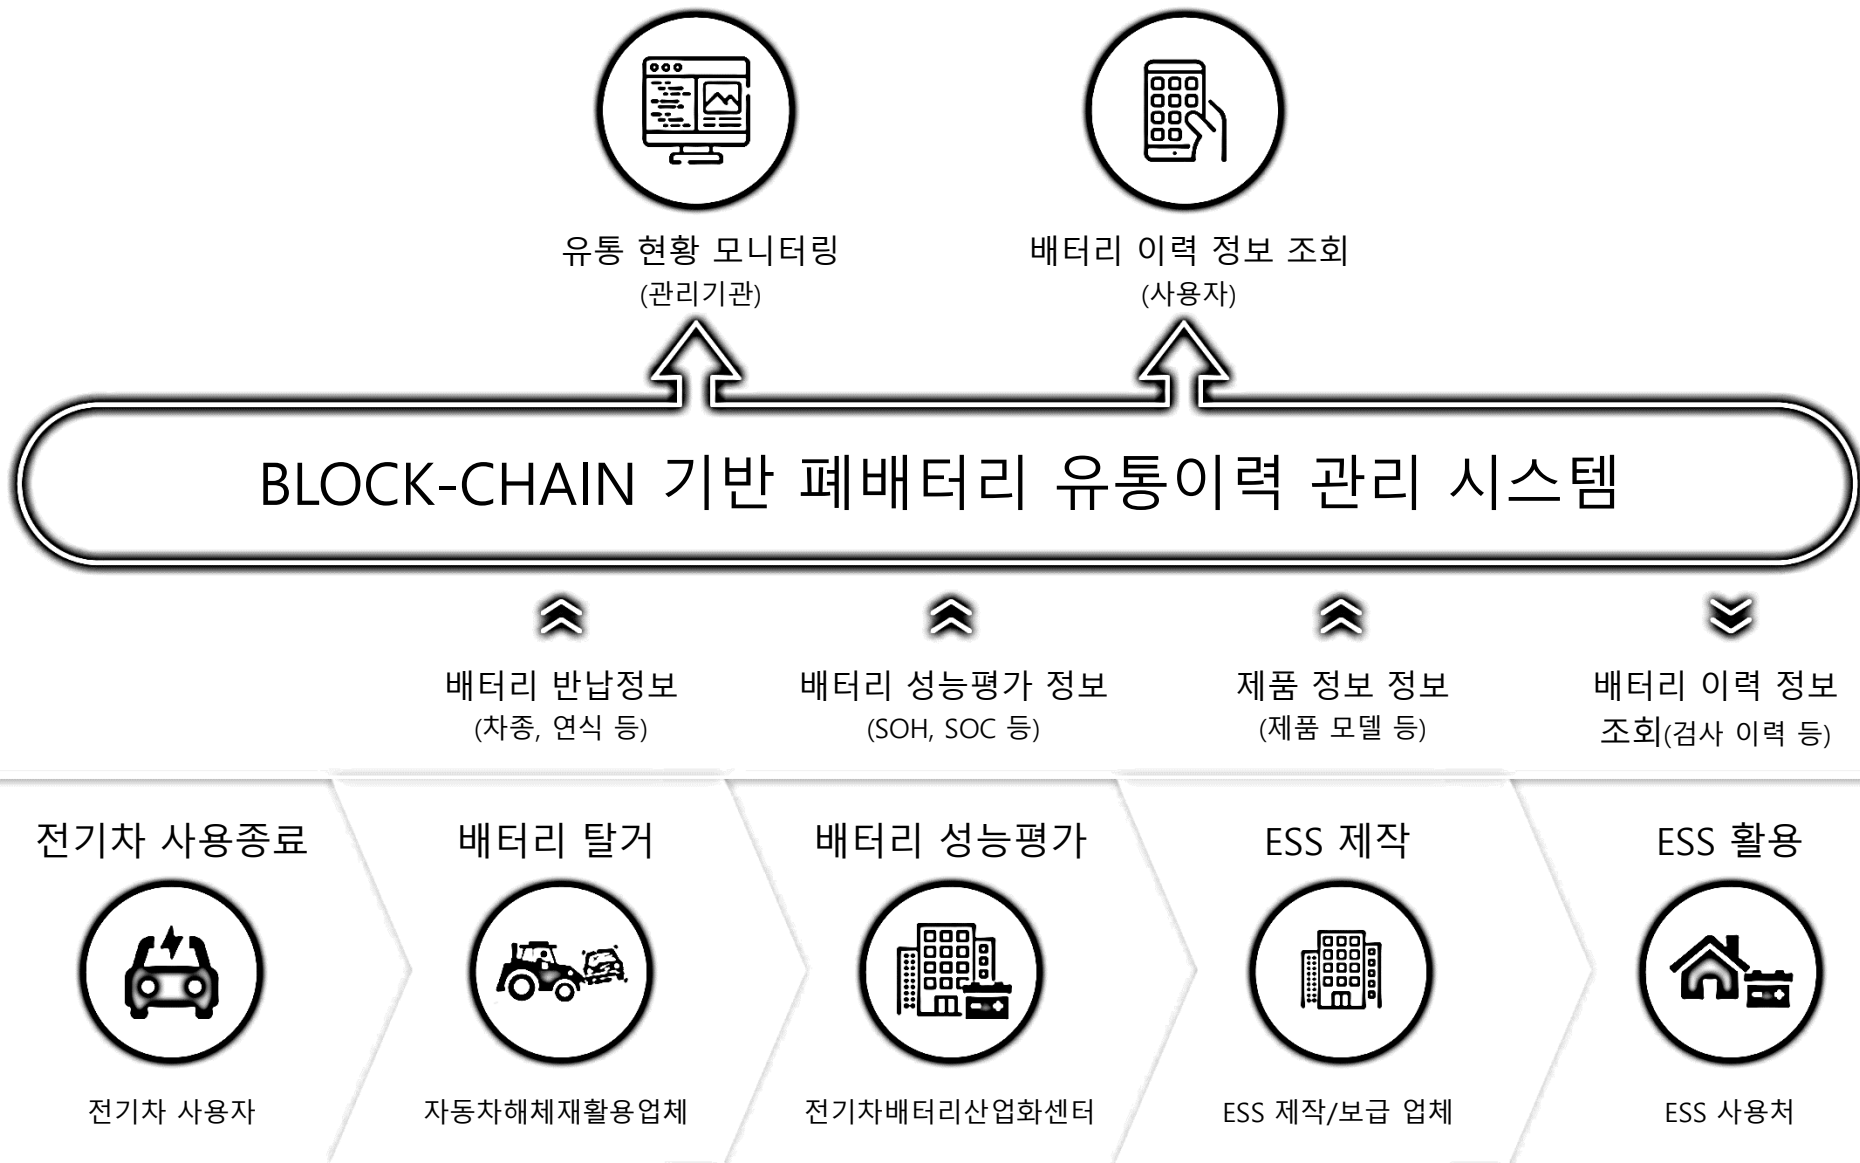 유통 현황 모니터링
(관리기관)
배터리 이력 정보 조회
(사용자)
BLOCK-CHAIN 기반 폐배터리 유통이력 관리 시스템
배터리 반납정보
(차종, 연식 등)
배터리 성능평가 정보
(SOH, SOC 등)
제품 정보 정보
(제품 모델 등)
배터리 이력 정보
조회(검사 이력 등)
전기차 사용종료
배터리 탈거
배터리 성능평가
ESS 제작
ESS 활용
전기차 사용자
자동차해체재활용업체
전기차배터리산업화센터
ESS 제작/보급 업체
ESS 사용처